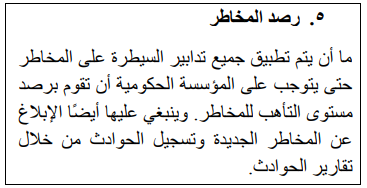 ٥. رصد المخاطر
ما أن يتم تطبيق جميع تدابير السيطرة على المخاطر
حتى يتوجب على المؤسسة الحكومية أن تقوم برصد
مستوى التأهب للمخاطر. وينبغي عليها أيضًا الإبلاغ
عن المخاطر الجديدة وتسجيل الحوادث من خلال
تقارير الحوادث.